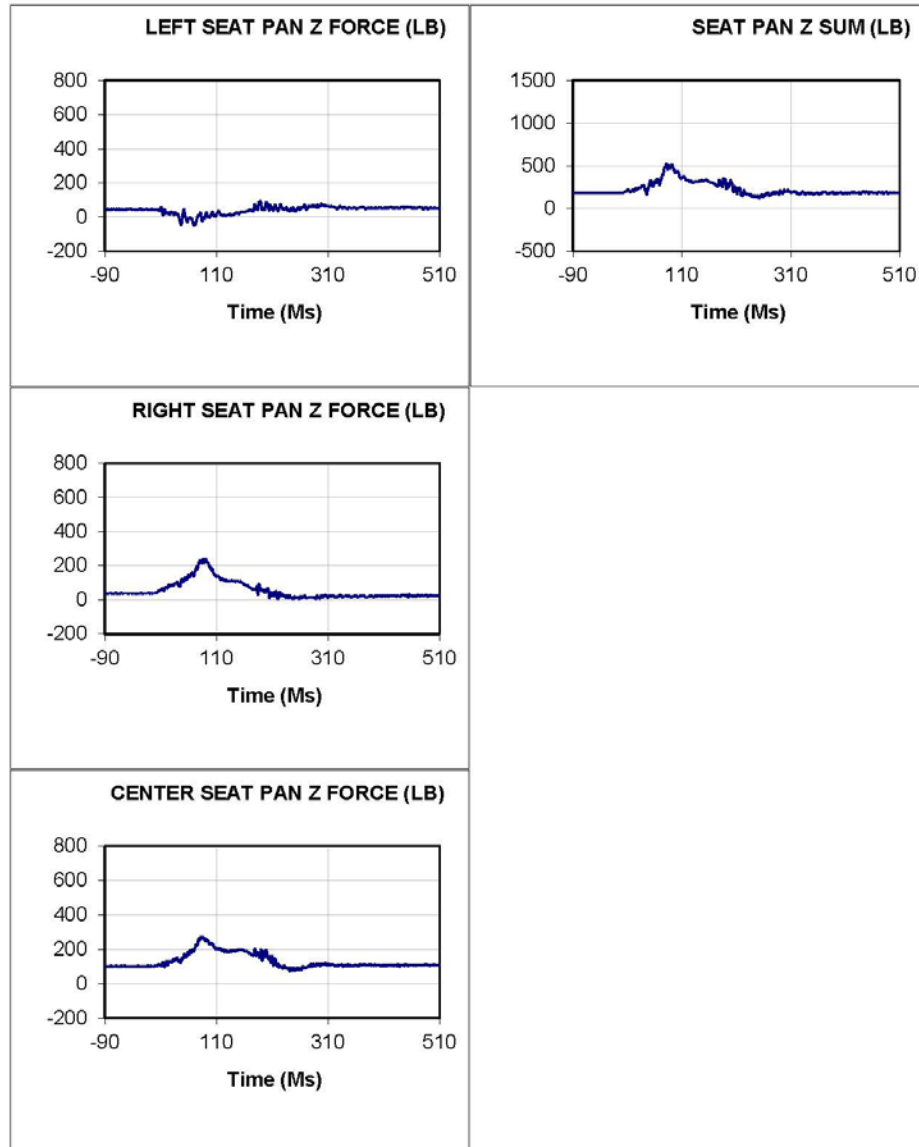 LEFT SEAT PAN Z FORCE (LB)
800
600
400
200
0
-200
-90 110 310 510
Time (Ms)
SEAT PAN Z SUM (LB)
1500
1000
500
0
-500
-90 110 310 510
Time (Ms)
RIGHT SEAT PAN Z FORCE (LB)
800
600
400
200
0
-200
-90 110 310 510
Time (Ms)
CENTER SEAT PAN Z FORCE (LB)
800
600
400
200
0
-200
-90 110 310 510
Time (Ms)